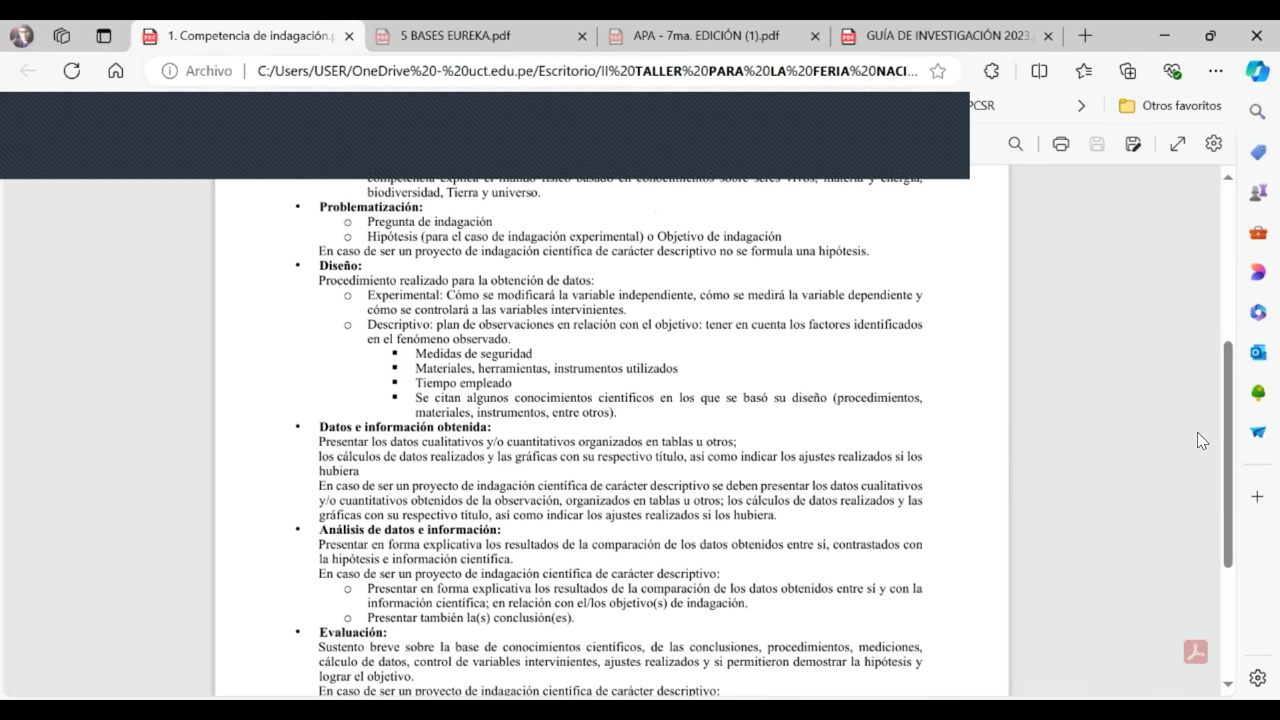 1. Competencia de indagación.p
5 BASES EUREKA.pdf
APA - 7ma. EDICIÓN (1).pdf
GUÍA DE INVESTIGACIÓN 2023.
Archivo
C:/Users/USER/OneDrive%20-%20uct.edu.pe/Escritorio/II%20TALLER%20PARA%20LA%20FERIA%20NACI...
PCSR
Otros favoritos
competencia explica el mundo físico basado en conocimientos sobre seres vivos, materia y energía,
biodiversidad, Tierra y universo.
• Problematización:
o Pregunta de indagación
o Hipótesis (para el caso de indagación experimental) o Objetivo de indagación
En caso de ser un proyecto de indagación científica de carácter descriptivo no se formula una hipótesis.
• Diseño:
Procedimiento realizado para la obtención de datos:
o Experimental: Cómo se modificará la variable independiente, cómo se medirá la variable dependiente y
cómo se controlará a las variables intervinientes.
o Descriptivo: plan de observaciones en relación con el objetivo: tener en cuenta los factores identificados
en el fenómeno observado.
▪ Medidas de seguridad
▪ Materiales, herramientas, instrumentos utilizados
▪ Tiempo empleado
▪ Se citan algunos conocimientos científicos en los que se basó su diseño (procedimientos,
materiales, instrumentos, entre otros).
• Datos e información obtenida:
Presentar los datos cualitativos y/o cuantitativos organizados en tablas u otros;
los cálculos de datos realizados y las gráficas con su respectivo título, así como indicar los ajustes realizados si los
hubiera
En caso de ser un proyecto de indagación científica de carácter descriptivo se deben presentar los datos cualitativos
y/o cuantitativos obtenidos de la observación, organizados en tablas u otros; los cálculos de datos realizados y las
gráficas con su respectivo título, así como indicar los ajustes realizados si los hubiera.
• Análisis de datos e información:
Presentar en forma explicativa los resultados de la comparación de los datos obtenidos entre sí, contrastados con
la hipótesis e información científica.
En caso de ser un proyecto de indagación científica de carácter descriptivo:
o Presentar en forma explicativa los resultados de la comparación de los datos obtenidos entre sí y con la
información científica; en relación con el/los objetivo(s) de indagación.
o Presentar también la(s) conclusión(es).
• Evaluación:
Sustento breve sobre la base de conocimientos científicos, de las conclusiones, procedimientos, mediciones,
cálculo de datos, control de variables intervinientes, ajustes realizados y si permitieron demostrar la hipótesis y
lograr el objetivo.
En caso de ser un proyecto de indagación científica de carácter descriptivo: